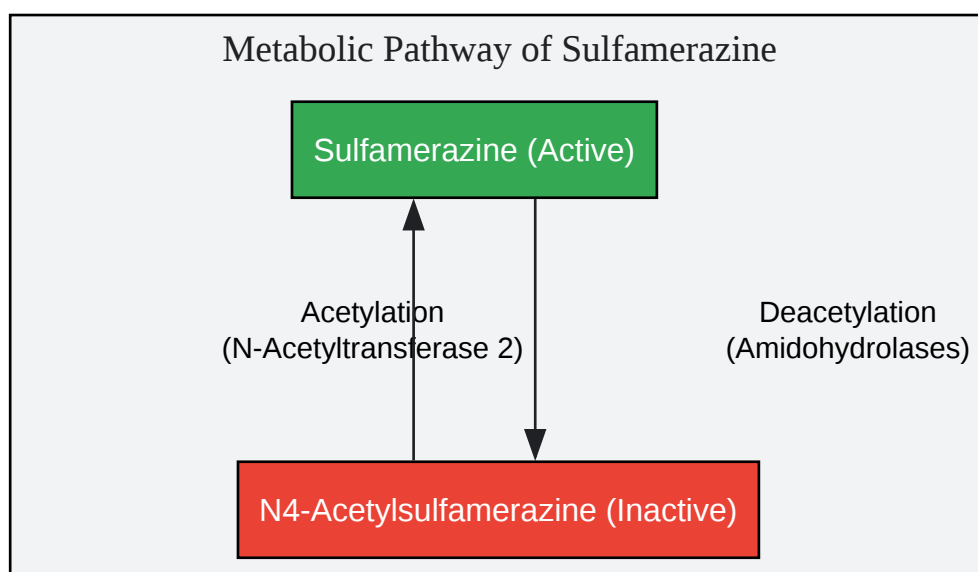 Metabolic Pathway of Sulfamerazine
Sulfamerazine (Active)
Acetylation
(N-Acetyltransferase 2)
Deacetylation
(Amidohydrolases)
N4-Acetylsulfamerazine (Inactive)